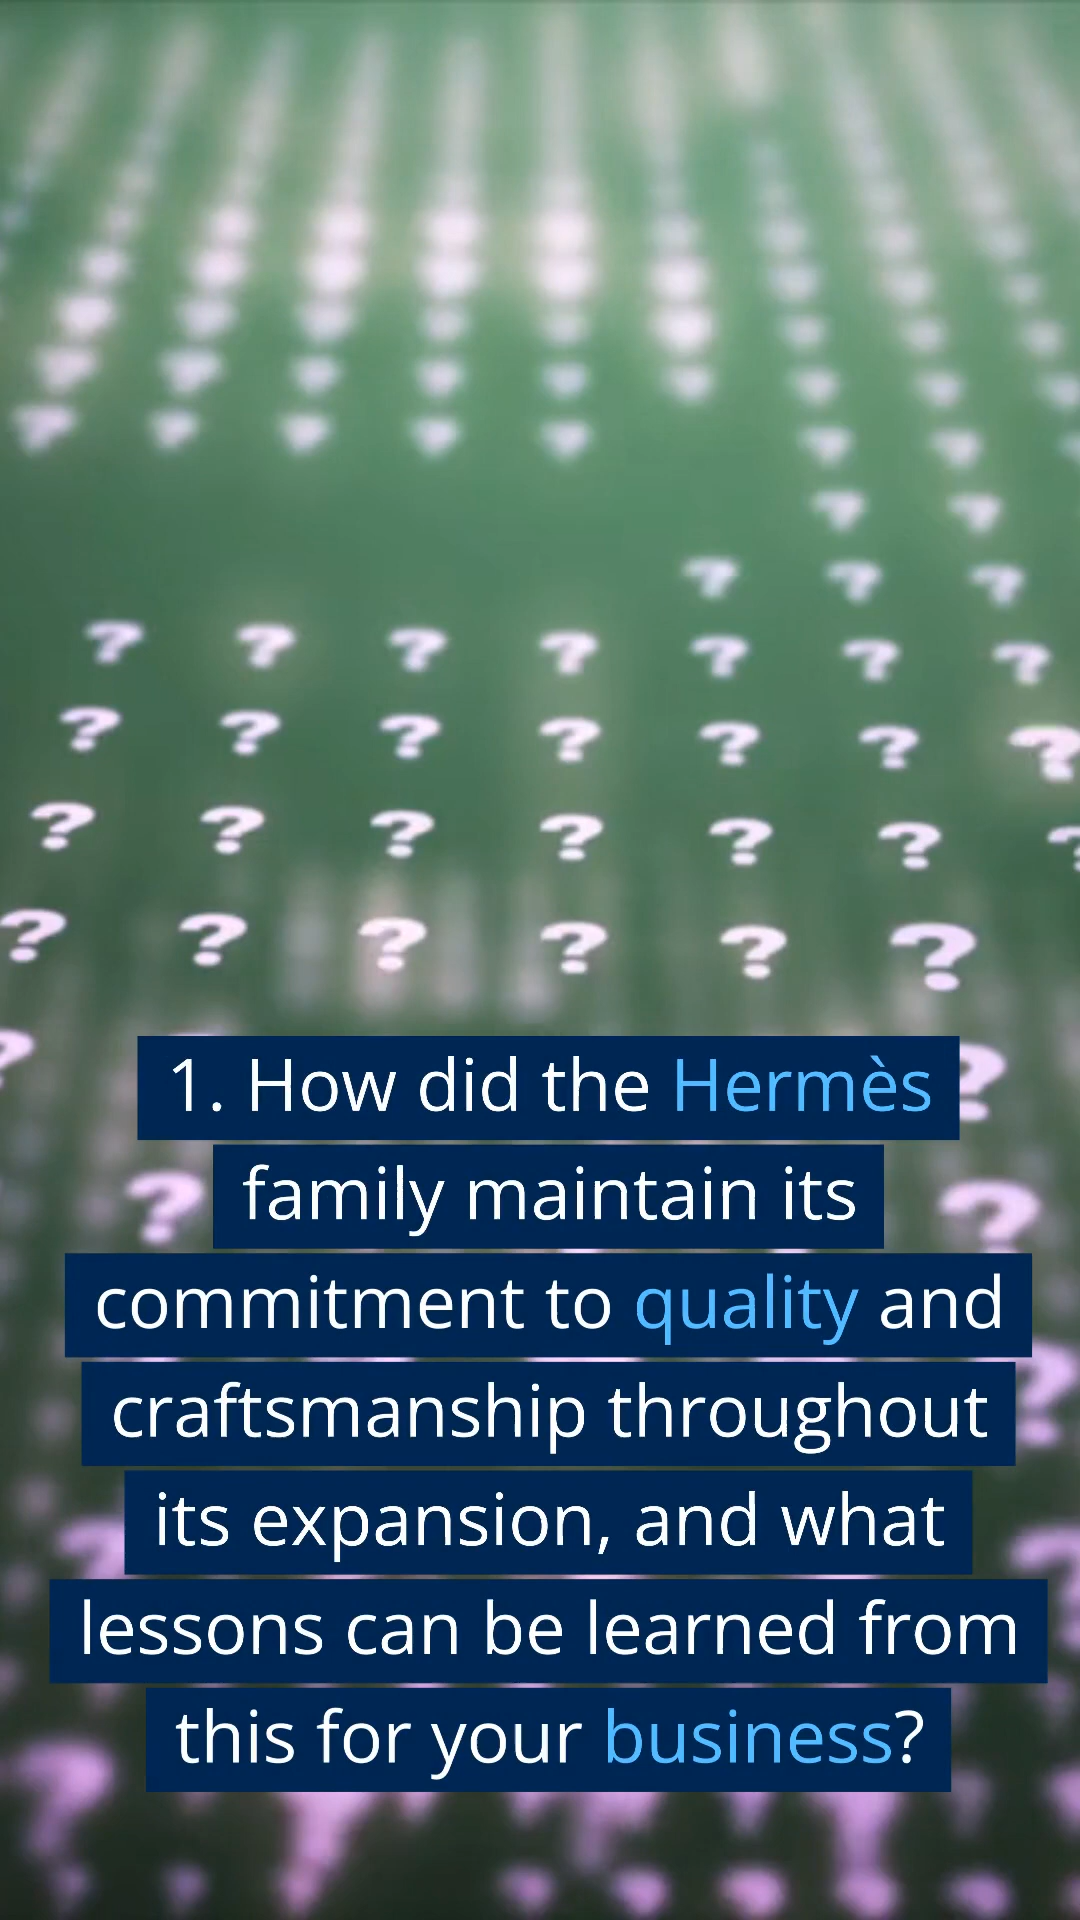 1. How did the Hermès
family maintain its
commitment to quality and
craftsmanship throughout
its expansion, and what
lessons can be learned from
this for your business?